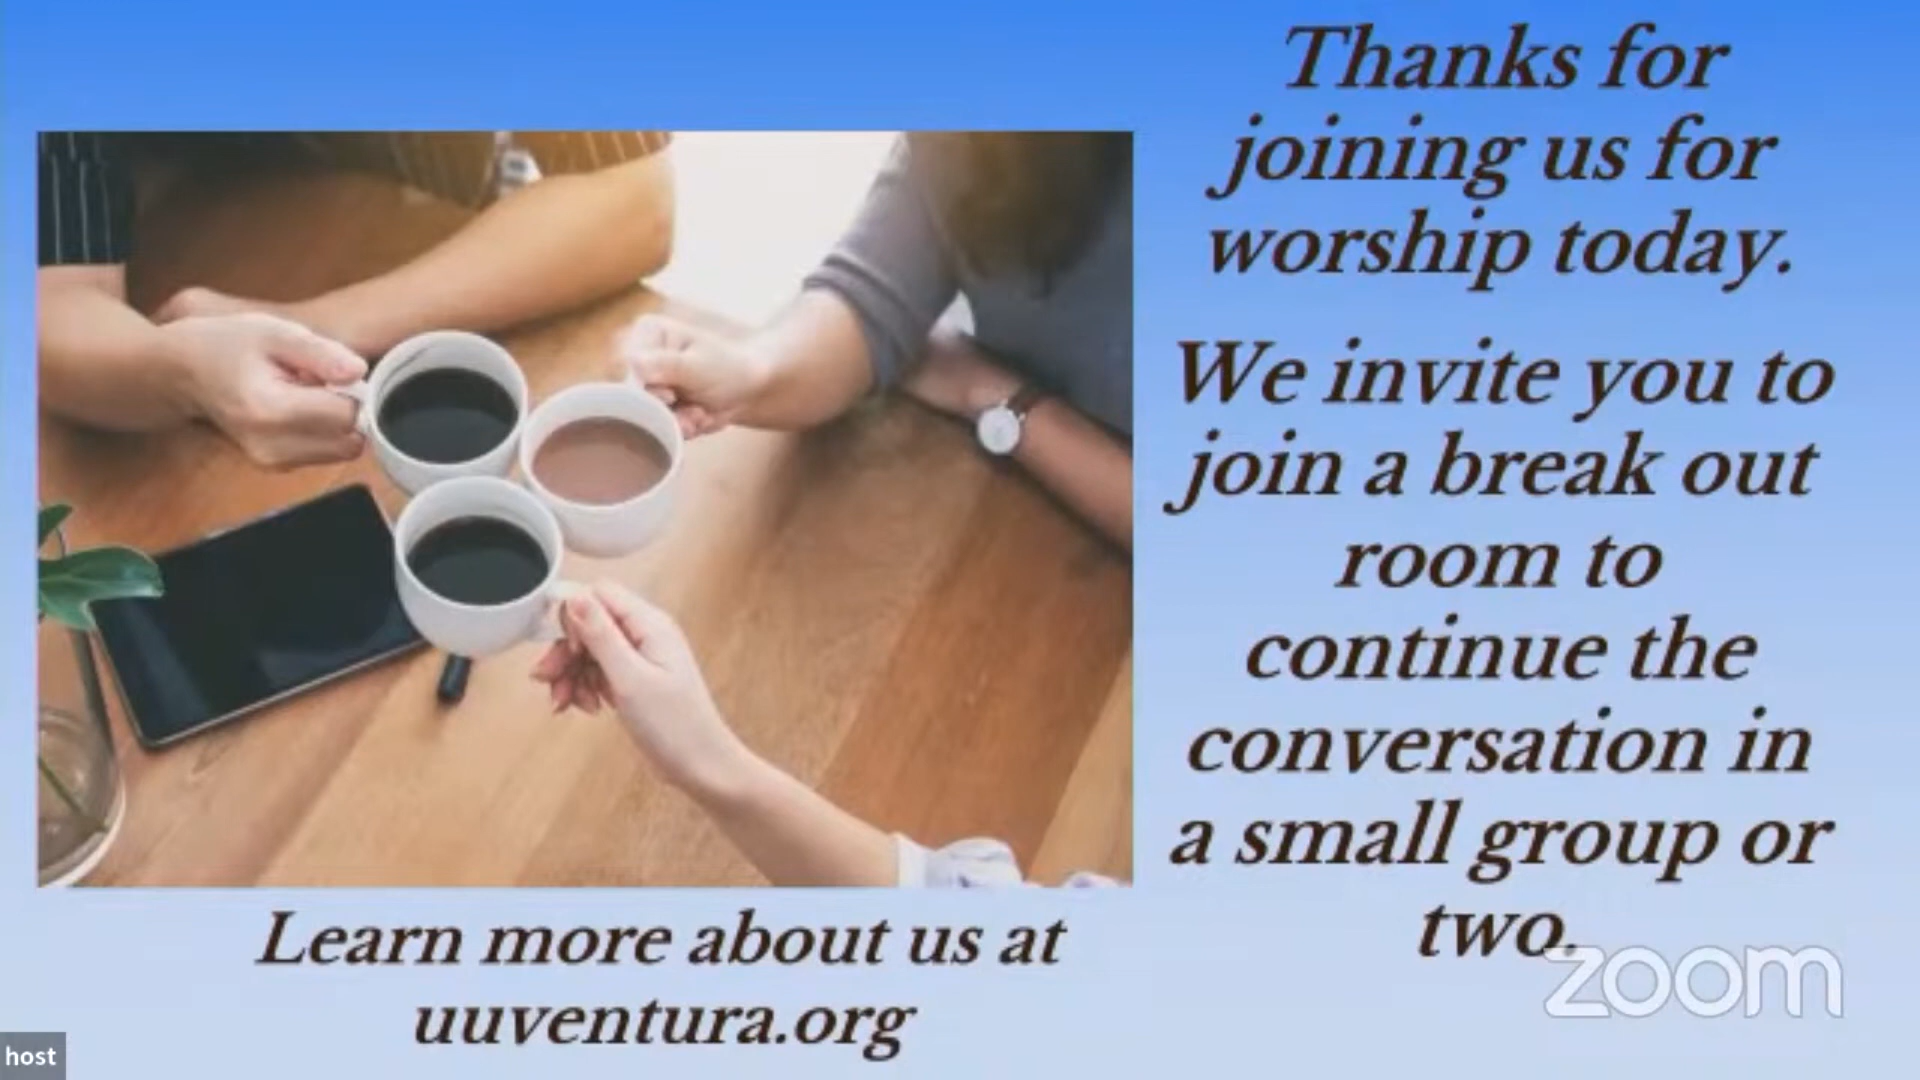 Thanks for
joining us for
worship today.
We invite you to
join a break out
room to
continue the
conversation in
a small group or
two.
Learn more about us at
uuventura.org
zoom
host